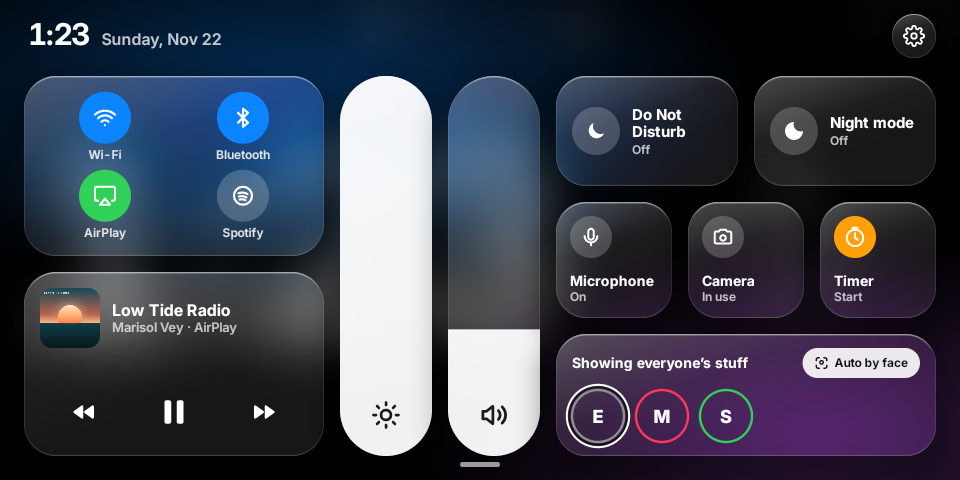 1:23 Sunday, Nov 22
Wi-Fi
Bluetooth
AirPlay
Spotify
Low Tide Radio
Marisol Vey · AirPlay
Do Not
Disturb
Off
Night mode
Off
Microphone
On
Camera
In use
Timer
Start
Showing everyone’s stuff
Auto by face
E
M
S